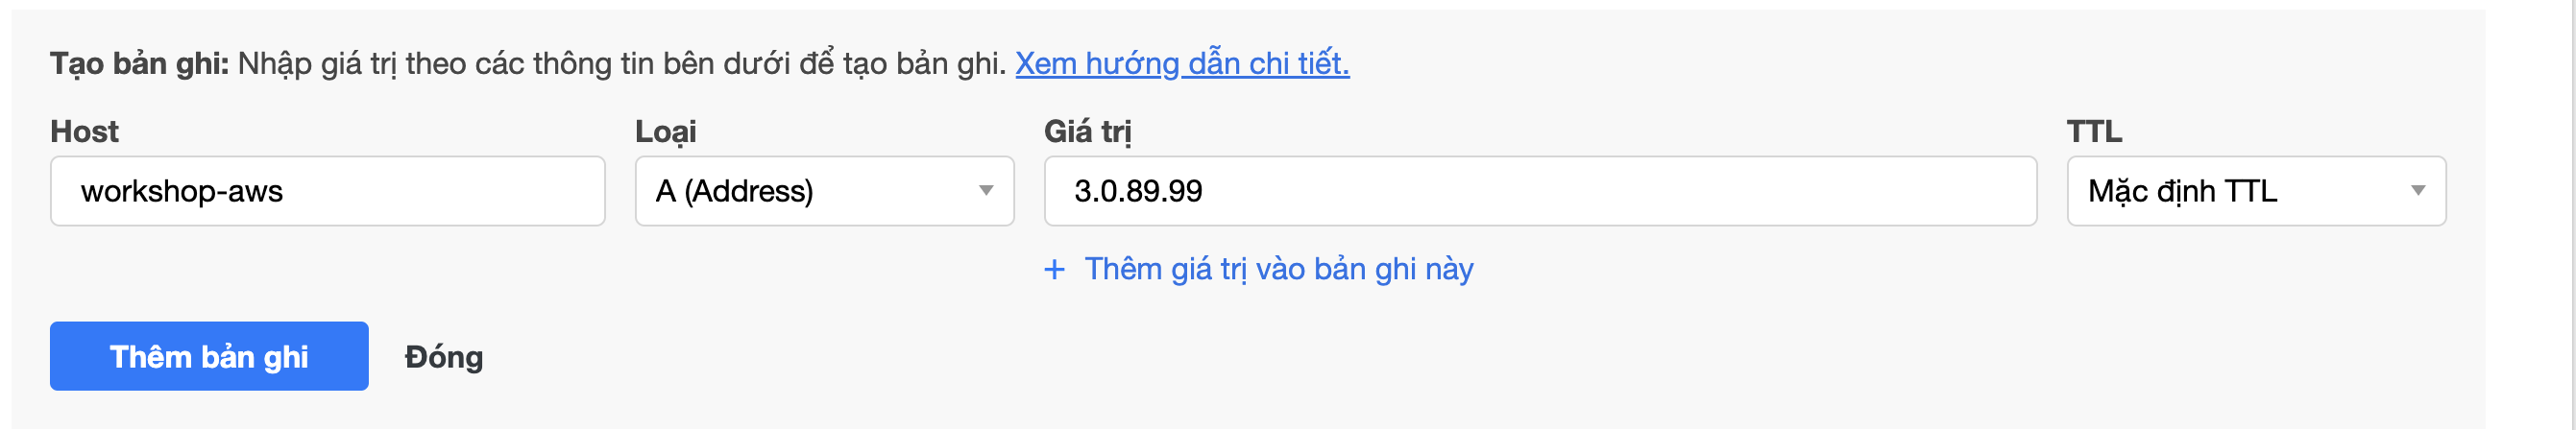 Tạo bản ghi: Nhập giá trị theo các thông tin bên dưới để tạo bản ghi. Xem hướng dẫn chi tiết.
Host Loại Giá trị TTL
workshop-aws A (Address) 3.0.89.99 Mặc định TTL
+ Thêm giá trị vào bản ghi này
Thêm bản ghi Đóng